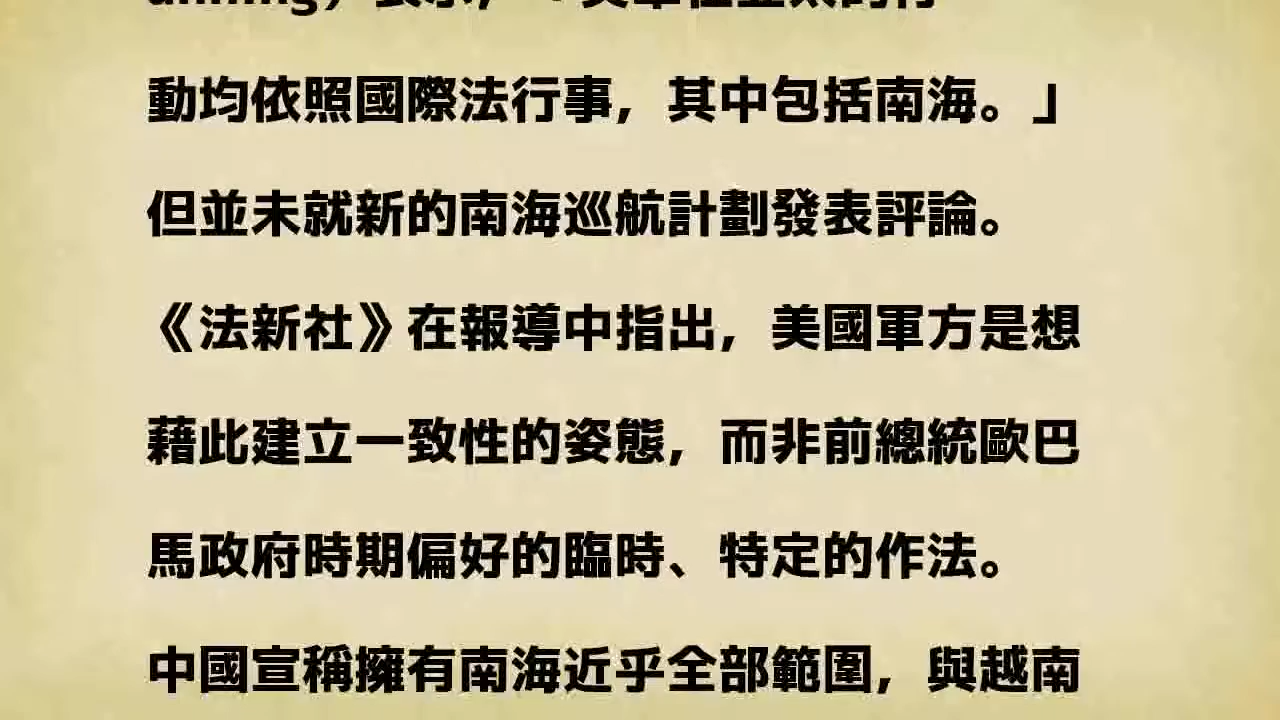 動均依照國際法行事，其中包括南海。」
但並未就新的南海巡航計劃發表評論。
《法新社》在報導中指出，美國軍方是想
藉此建立一致性的姿態，而非前總統歐巴
馬政府時期偏好的臨時、特定的作法。
中國宣稱擁有南海近乎全部範圍，與越南